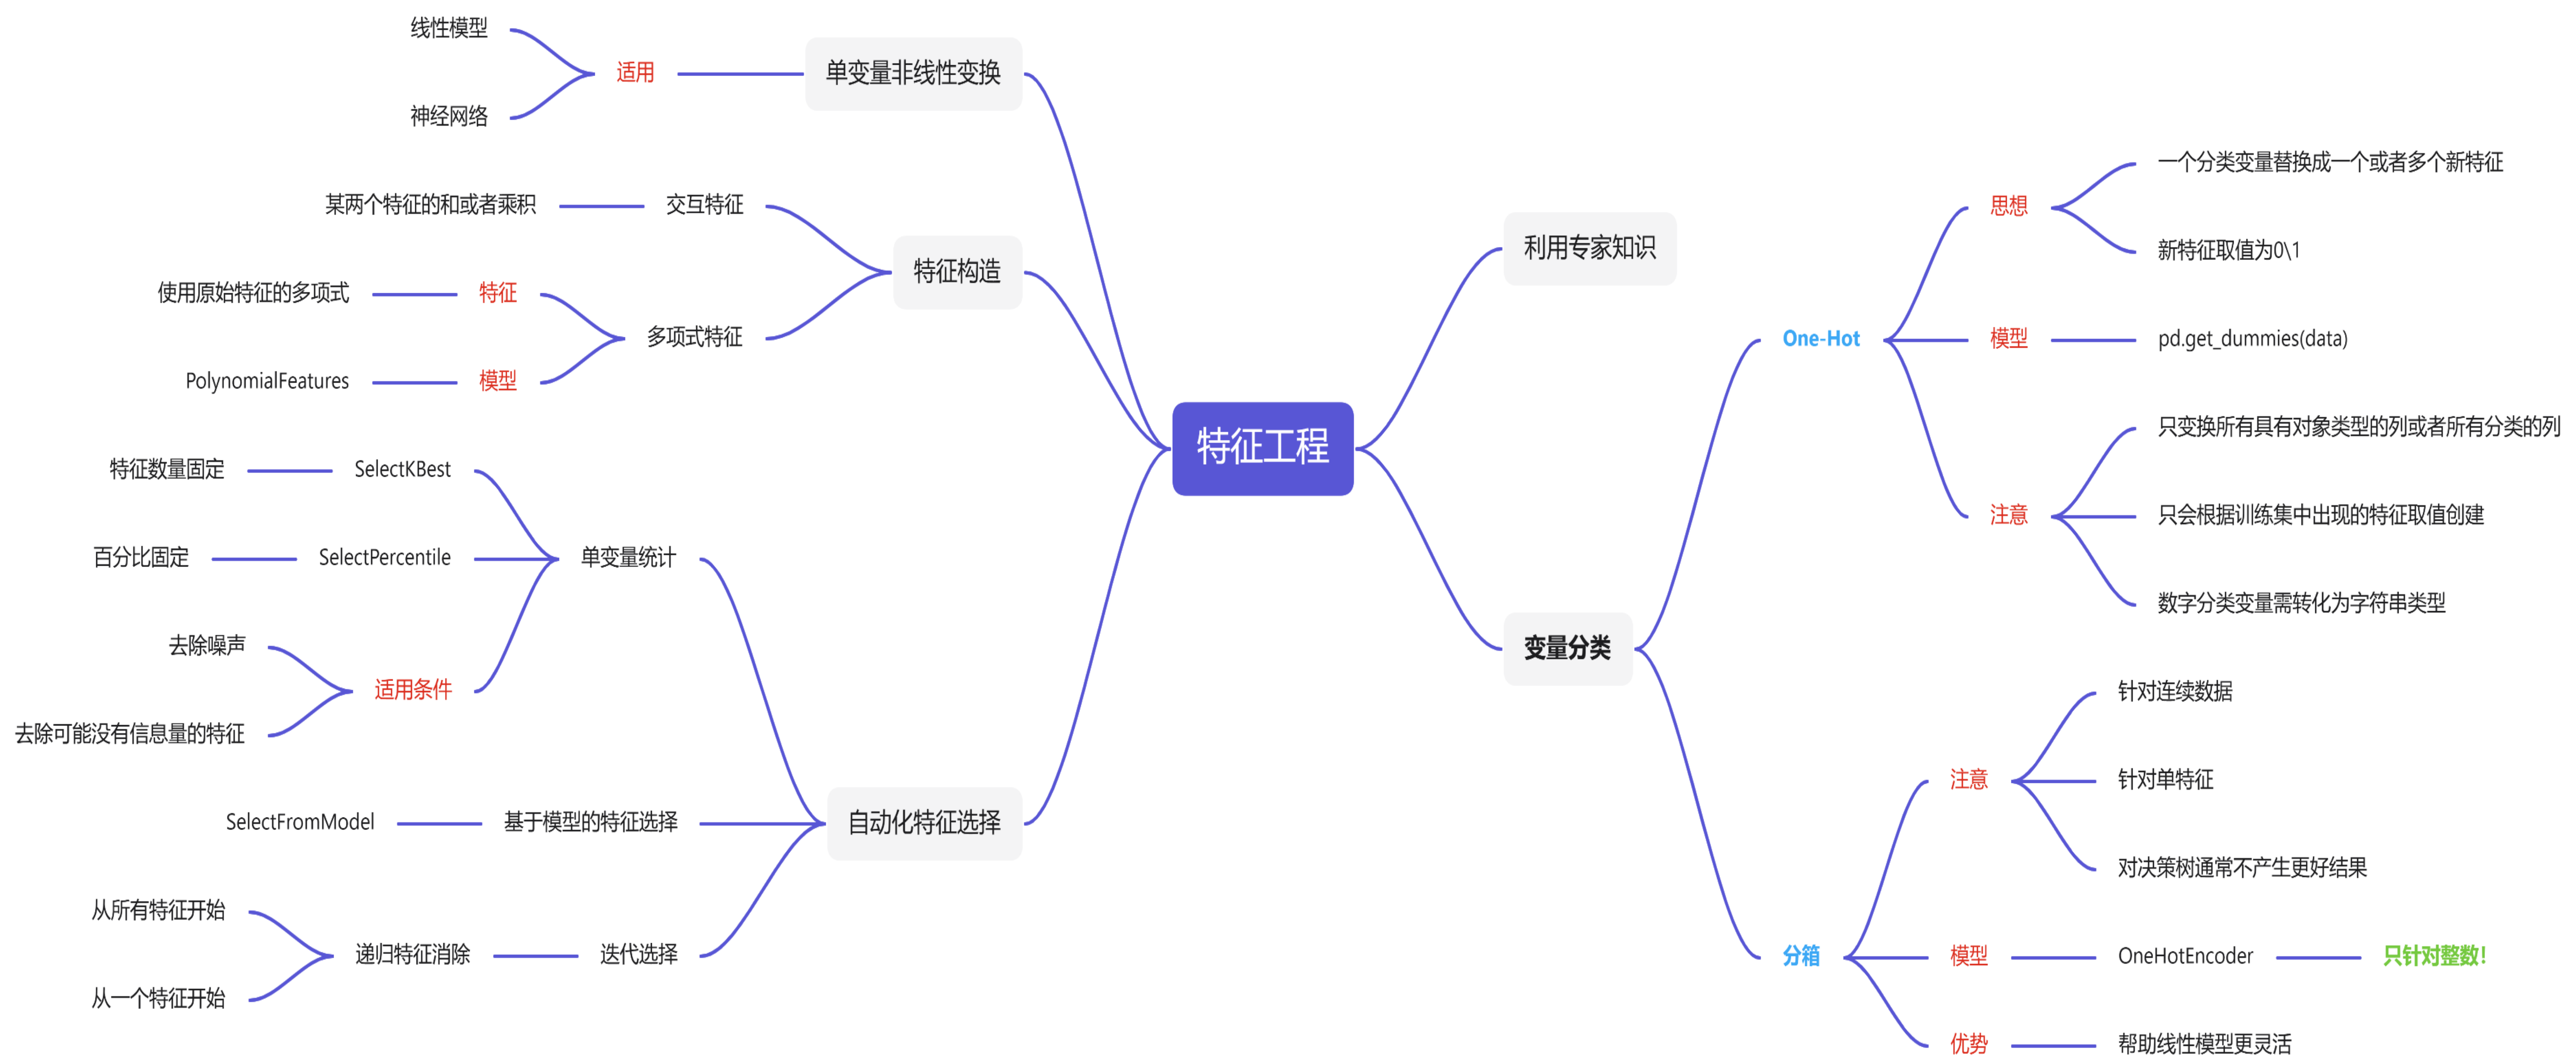 特征工程
单变量非线性变换
适用
线性模型
神经网络
特征构造
交互特征
某两个特征的和或者乘积
多项式特征
特征
使用原始特征的多项式
模型
PolynomialFeatures
自动化特征选择
单变量统计
SelectKBest
特征数量固定
SelectPercentile
百分比固定
适用条件
去除噪声
去除可能没有信息量的特征
基于模型的特征选择
SelectFromModel
迭代选择
递归特征消除
从所有特征开始
从一个特征开始
利用专家知识
变量分类
One-Hot
思想
一个分类变量替换成一个或者多个新特征
新特征取值为0\1
模型
pd.get_dummies(data)
注意
只变换所有具有对象类型的列或者所有分类的列
只会根据训练集中出现的特征取值创建
数字分类变量需转化为字符串类型
分箱
注意
针对连续数据
针对单特征
对决策树通常不产生更好结果
模型
OneHotEncoder
只针对整数！
优势
帮助线性模型更灵活